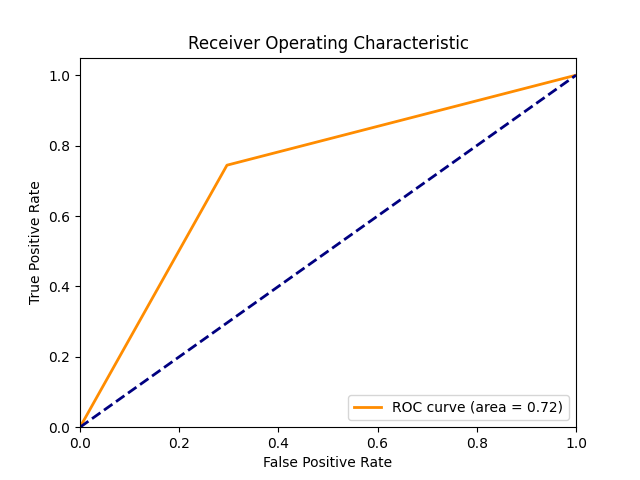 Receiver Operating Characteristic
True Positive Rate
1.0
0.8
0.6
0.4
0.2
0.0
ROC curve (area = 0.72)
0.0 0.2 0.4 0.6 0.8 1.0
False Positive Rate